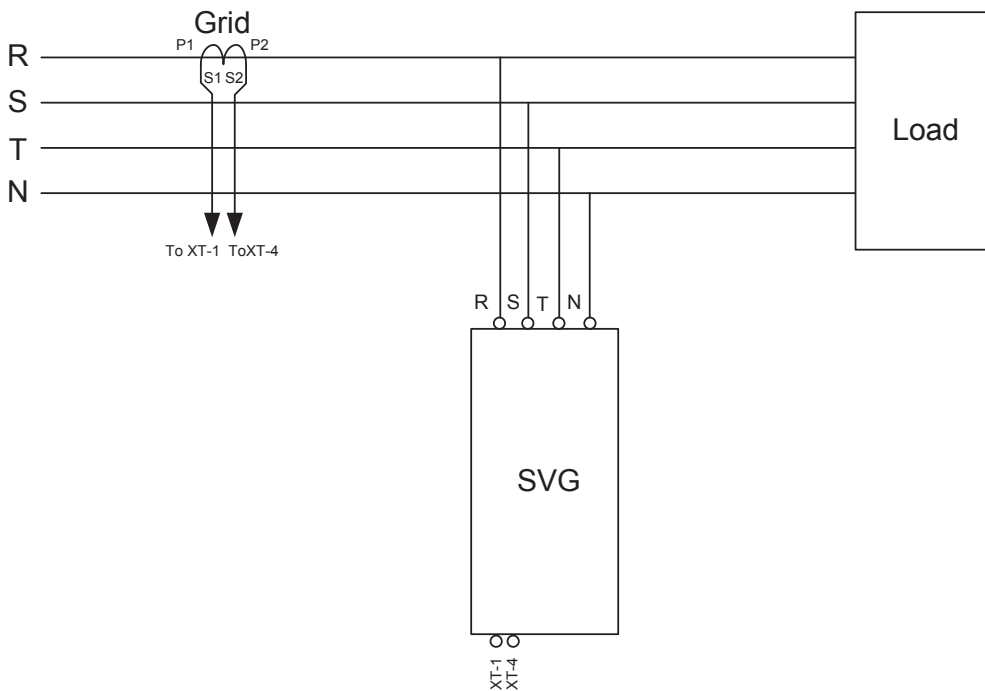 Grid
P1 P2
R
S1 S2
S
T
N
Load
To XT-1 ToXT-4
R S T N
SVG
XT-1
XT-4